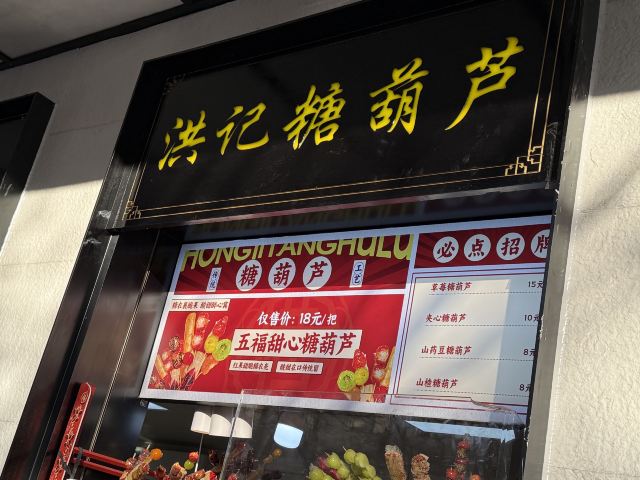 洪记糖葫芦
HONGJITANGHULU
传统 糖葫芦 工艺
仅售价：18元/把
五福甜心糖葫芦
必点招牌
草莓糖葫芦 15元
夹心糖葫芦 10元
山药豆糖葫芦 8元
山楂糖葫芦 8元